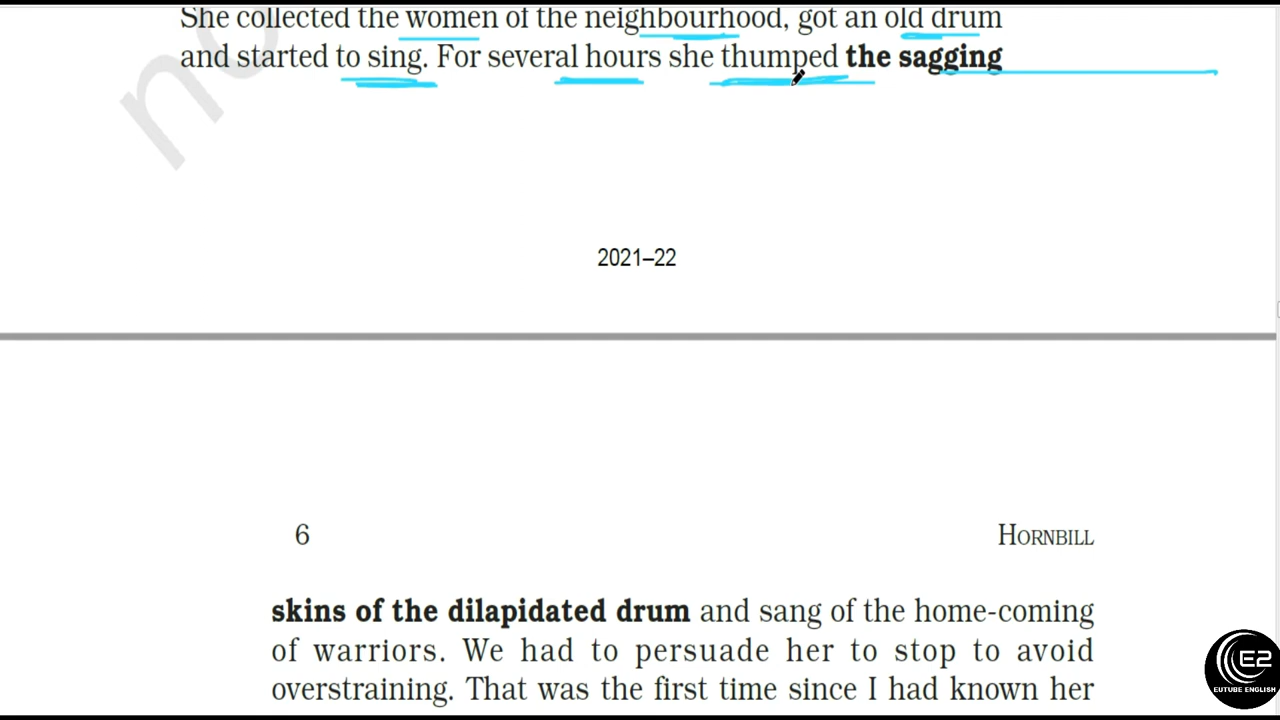 She collected the women of the neighbourhood, got an old drum
and started to sing. For several hours she thumped the sagging
2021–22
6
HORNBILL
skins of the dilapidated drum and sang of the home-coming
of warriors. We had to persuade her to stop to avoid
overstraining. That was the first time since I had known her
E2
EUTUBE ENGLISH